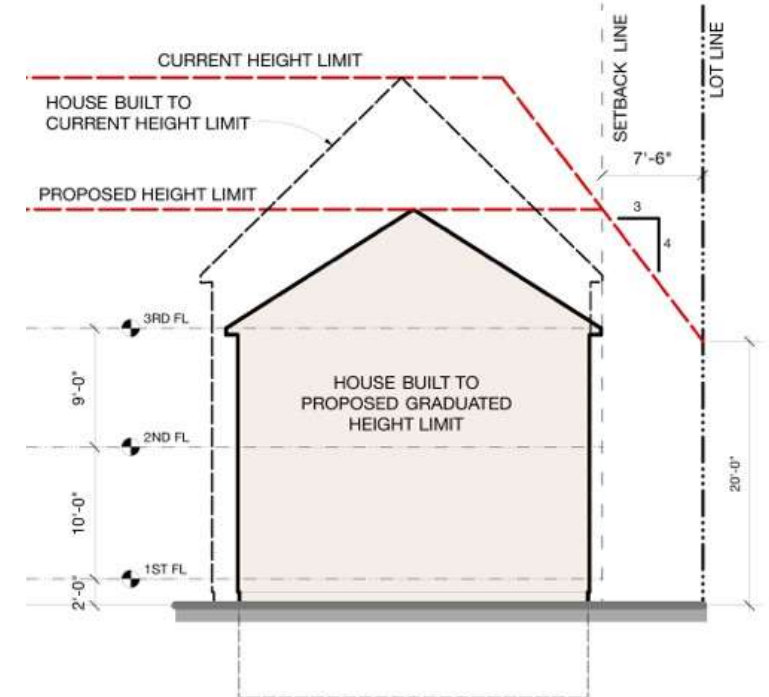 CURRENT HEIGHT LIMIT
HOUSE BUILT TO
CURRENT HEIGHT LIMIT
SETBACK LINE
LOT LINE
7'-6"
PROPOSED HEIGHT LIMIT
3
4
3RD FL
9'-0"
HOUSE BUILT TO
PROPOSED GRADUATED
HEIGHT LIMIT
2ND FL
20'-0"
10'-0"
1ST FL
2'-0"